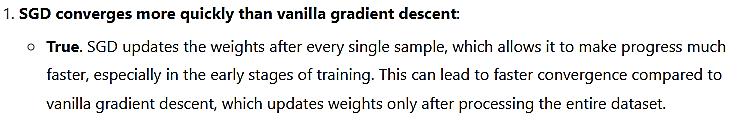 1. SGD converges more quickly than vanilla gradient descent:
○ True. SGD updates the weights after every single sample, which allows it to make progress much
faster, especially in the early stages of training. This can lead to faster convergence compared to
vanilla gradient descent, which updates weights only after processing the entire dataset.